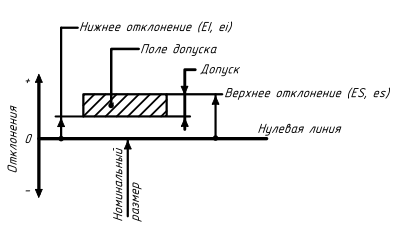 Нижнее отклонение (EI, ei)
Поле допуска
Допуск
Верхнее отклонение (ES, es)
Нулевая линия
+
0
–
Отклонения
Номинальный
размер